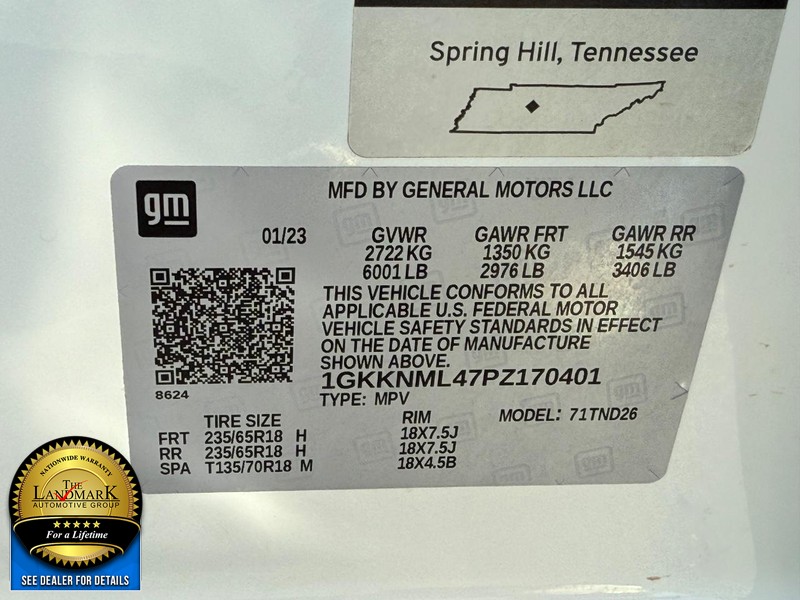 Spring Hill, Tennessee
gm
MFD BY GENERAL MOTORS LLC
01/23
GVWR GAWR FRT GAWR RR
2722 KG 1350 KG 1545 KG
6001 LB 2976 LB 3406 LB
THIS VEHICLE CONFORMS TO ALL
APPLICABLE U.S. FEDERAL MOTOR
VEHICLE SAFETY STANDARDS IN EFFECT
ON THE DATE OF MANUFACTURE
SHOWN ABOVE.
1GKKNML47PZ170401
8624
TYPE: MPV
TIRE SIZE RIM MODEL: 71TND26
FRT 235/65R18 H 18X7.5J
RR 235/65R18 H 18X7.5J
SPA T135/70R18 M 18X4.5B
NATIONWIDE WARRANTY
THE
LANDMARK
AUTOMOTIVE GROUP
For a Lifetime
SEE DEALER FOR DETAILS